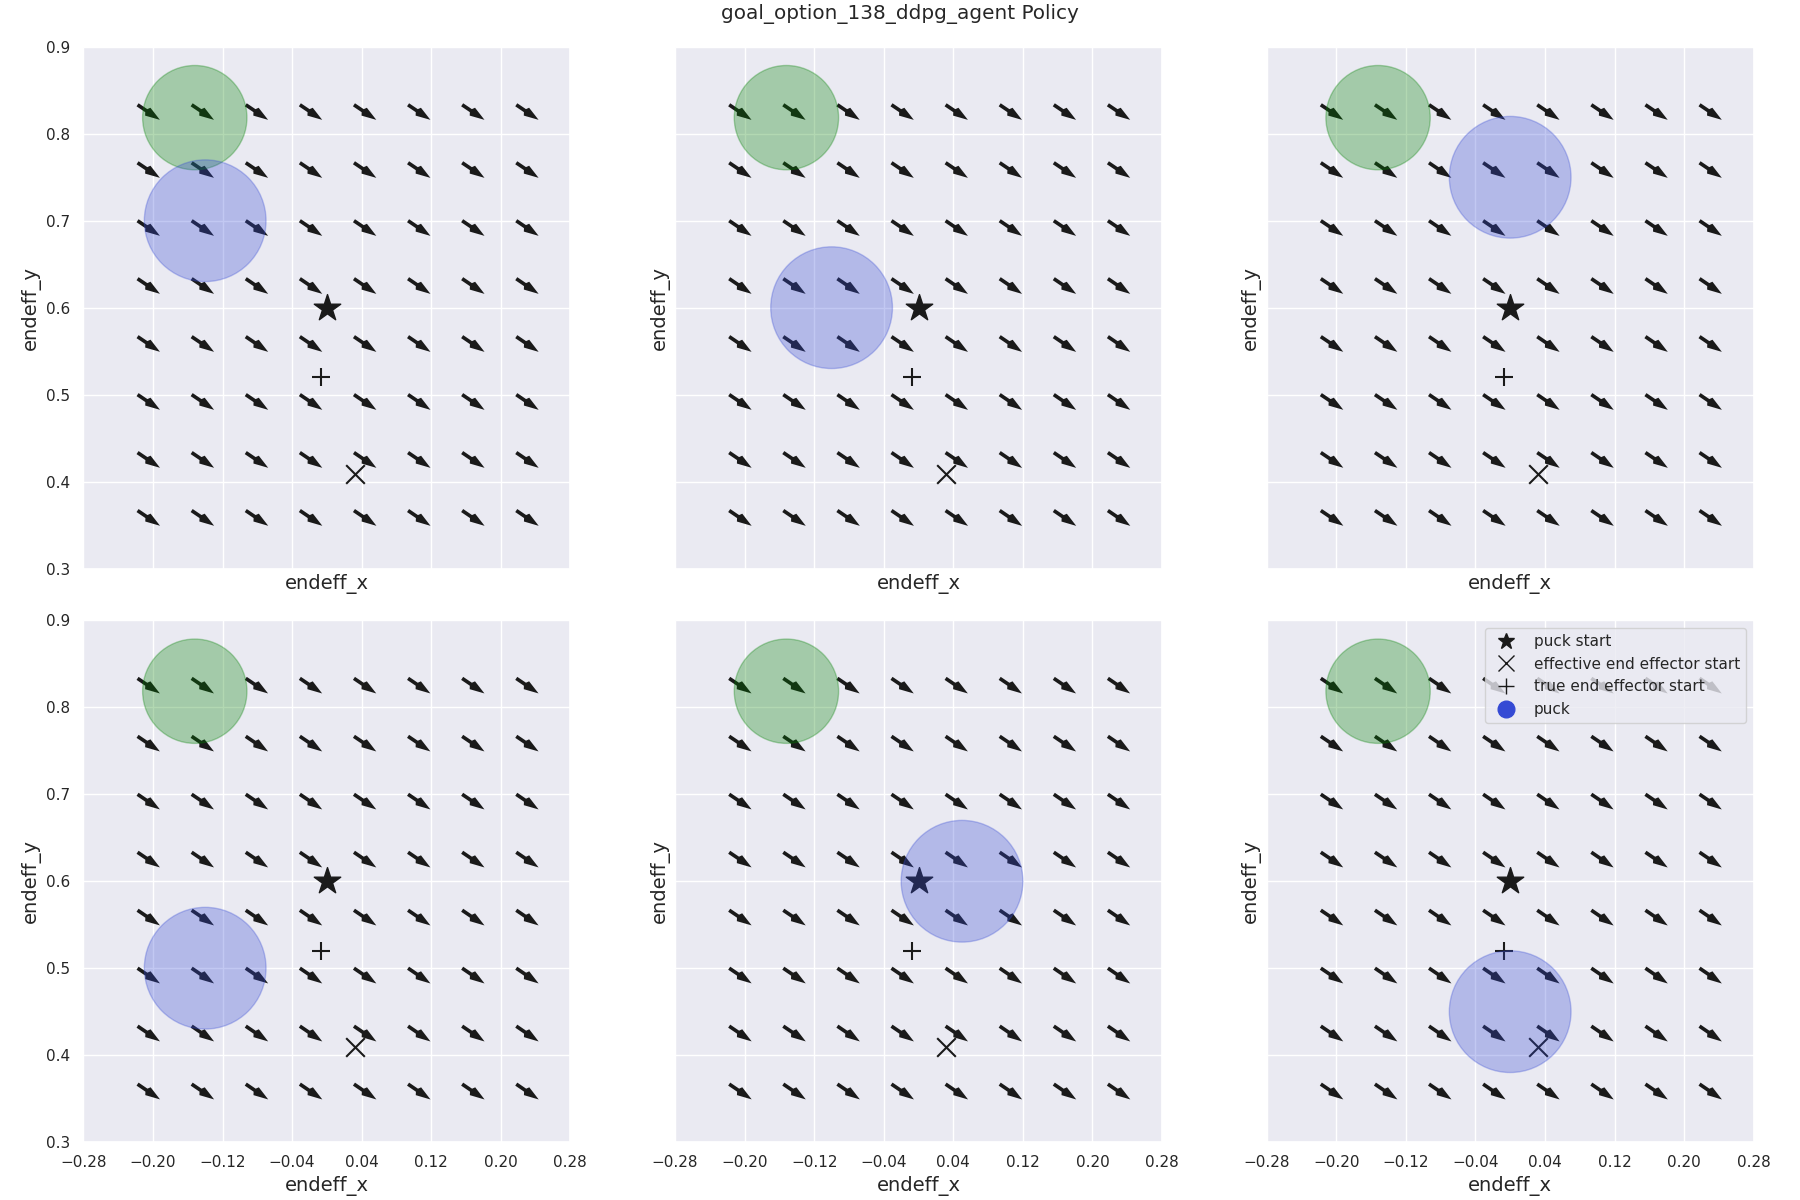 goal_option_138_ddpg_agent Policy
0.9
0.8
0.7
0.6
0.5
0.4
0.3
endeff_y
endeff_x
endeff_y
endeff_x
endeff_y
endeff_x
0.9
0.8
0.7
0.6
0.5
0.4
0.3
endeff_y
−0.28 −0.20 −0.12 −0.04 0.04 0.12 0.20 0.28
endeff_x
endeff_y
−0.28 −0.20 −0.12 −0.04 0.04 0.12 0.20 0.28
endeff_x
endeff_y
puck start
effective end effector start
true end effector start
puck
−0.28 −0.20 −0.12 −0.04 0.04 0.12 0.20 0.28
endeff_x